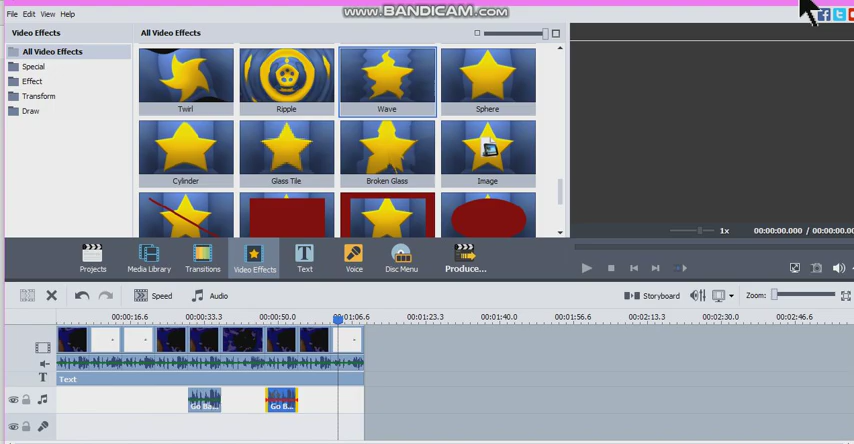 www.BANDICAM.com
File Edit View Help
Video Effects
All Video Effects
All Video Effects
Special
Effect
Transform
Draw
Twirl
Ripple
Wave
Sphere
Cylinder
Glass Tile
Broken Glass
Image
1x
00:00:00.000 / 00:00:00.
Projects
Media Library
Transitions
Video Effects
Text
Voice
Disc Menu
Produce...
Speed
Audio
Storyboard
Zoom:
00:00:16.6
00:00:33.3
00:00:50.0
00:01:06.6
00:01:23.3
00:01:40.0
00:01:56.6
00:02:13.3
00:02:30.0
00:02:46.6
T
Text
Go Ba...
Go B...